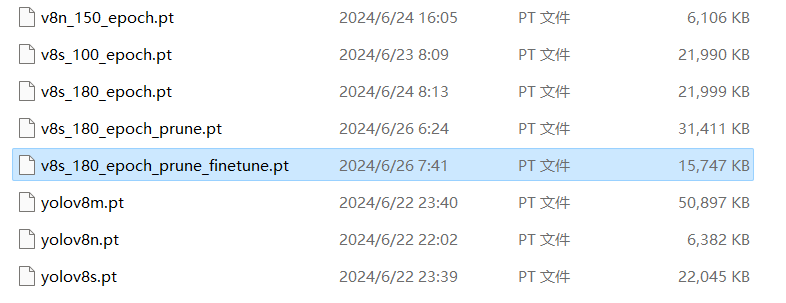 v8n_150_epoch.pt 2024/6/24 16:05 PT 文件 6,106 KB
v8s_100_epoch.pt 2024/6/23 8:09 PT 文件 21,990 KB
v8s_180_epoch.pt 2024/6/24 8:13 PT 文件 21,999 KB
v8s_180_epoch_prune.pt 2024/6/26 6:24 PT 文件 31,411 KB
v8s_180_epoch_prune_finetune.pt 2024/6/26 7:41 PT 文件 15,747 KB
yolov8m.pt 2024/6/22 23:40 PT 文件 50,897 KB
yolov8n.pt 2024/6/22 22:02 PT 文件 6,382 KB
yolov8s.pt 2024/6/22 23:39 PT 文件 22,045 KB